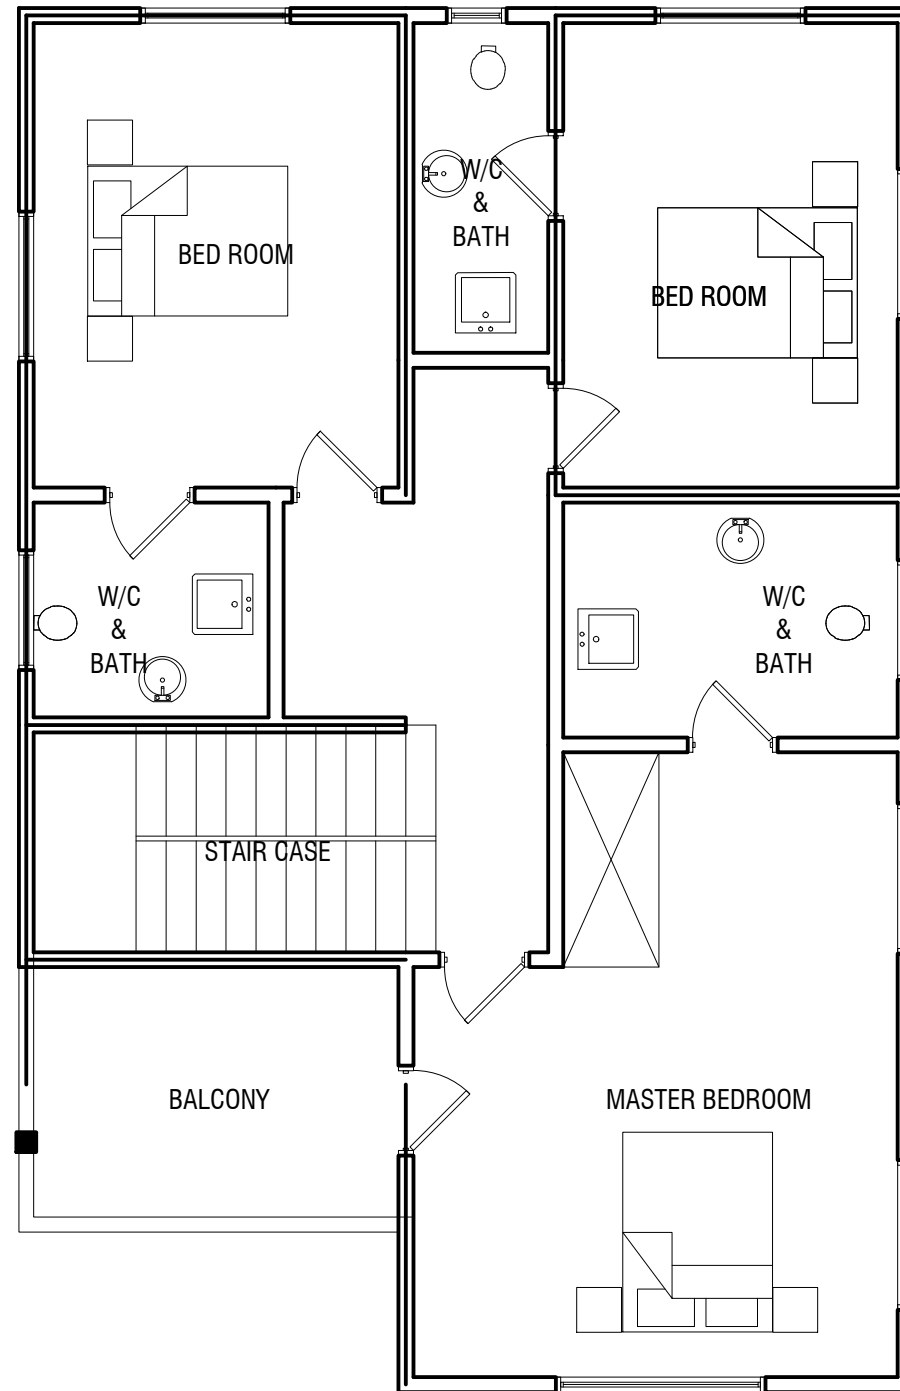 W/C
&
BATH
BED ROOM
BED ROOM
W/C
&
BATH
W/C
&
BATH
STAIR CASE
BALCONY
MASTER BEDROOM